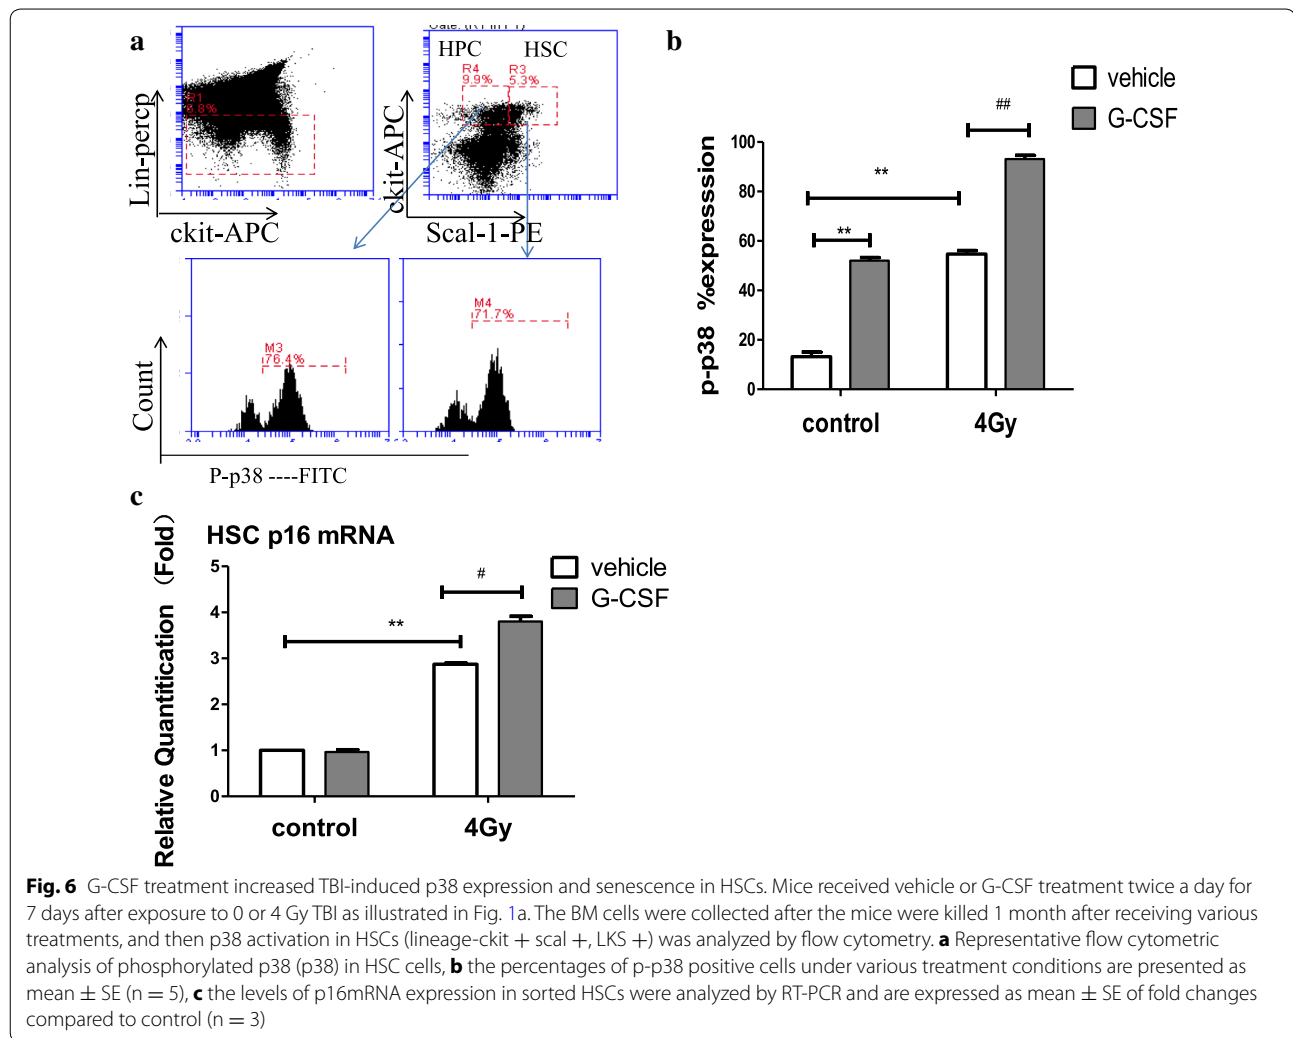 a
Gate: (R1 in P1)
HPC HSC
R4
9.9%
R3
5.3%
R1
Lin-percp
ckit-APC
ckit-APC
Scal-1-PE
M3
76.4%
M4
71.7%
Count
P-p38 ----FITC
b
vehicle
G-CSF
p-p38 %expresssion
100
80
60
40
20
0
**
**
##
control 4Gy
c
HSC p16 mRNA
vehicle
G-CSF
Relative Quantitication (Fold)
5
4
3
2
1
0
**
#
control 4Gy
Fig. 6 G-CSF treatment increased TBI-induced p38 expression and senescence in HSCs. Mice received vehicle or G-CSF treatment twice a day for
7 days after exposure to 0 or 4 Gy TBI as illustrated in Fig. 1a. The BM cells were collected after the mice were killed 1 month after receiving various
treatments, and then p38 activation in HSCs (lineage-ckit + scal +, LKS +) was analyzed by flow cytometry. a Representative flow cytometric
analysis of phosphorylated p38 (p38) in HSC cells, b the percentages of p-p38 positive cells under various treatment conditions are presented as
mean ± SE (n = 5), c the levels of p16mRNA expression in sorted HSCs were analyzed by RT-PCR and are expressed as mean ± SE of fold changes
compared to control (n = 3)